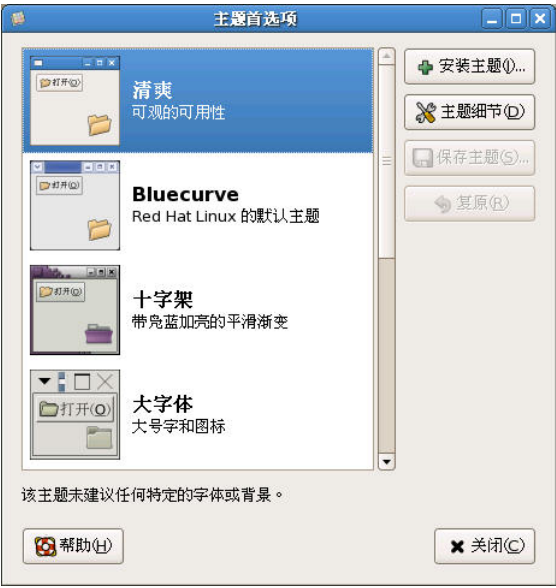 主题首选项
打开(O)
清爽
可观的可用性
打开(O)
Bluecurve
Red Hat Linux 的默认主题
打开(O)
十字架
带凫蓝加亮的平滑渐变
打开(O)
大字体
大号字和图标
安装主题(I)...
主题细节(D)
保存主题(S)...
复原(R)
该主题未建议任何特定的字体或背景。
帮助(H)
关闭(C)